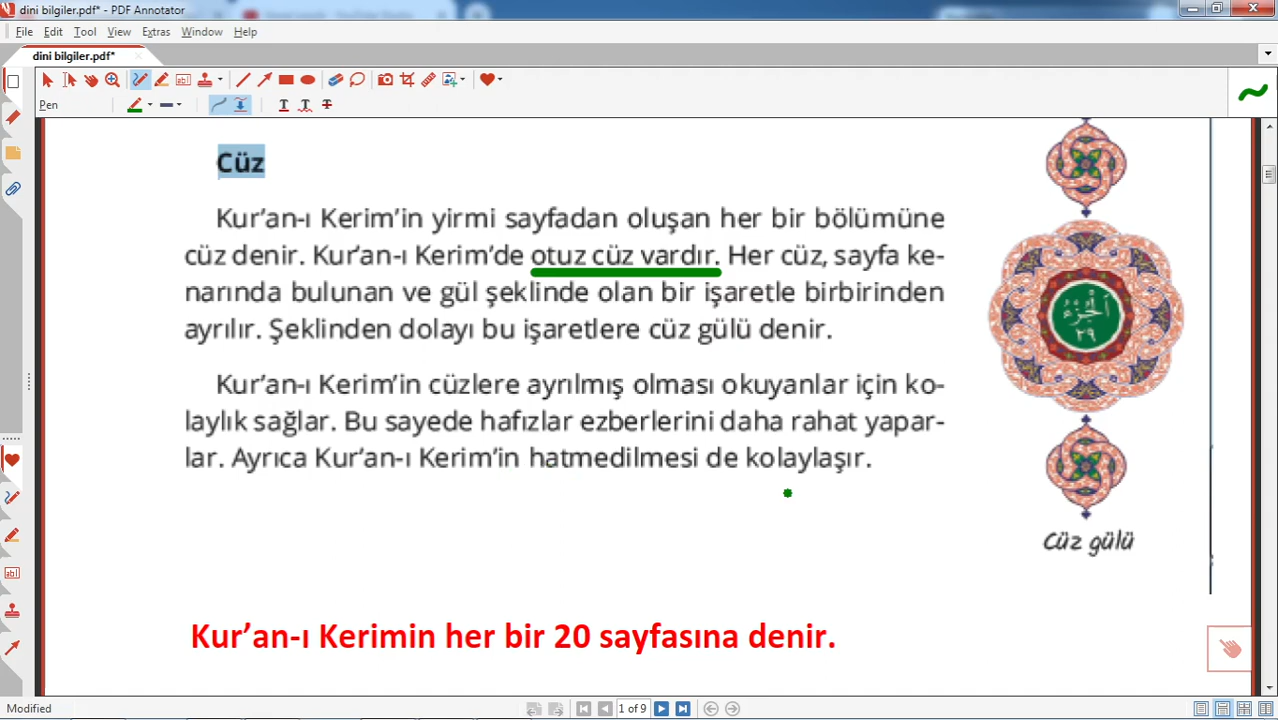 dini bilgiler.pdf* - PDF Annotator
File Edit Tool View Extras Window Help
dini bilgiler.pdf*
Pen
Cüz
Kur’an-ı Kerim’in yirmi sayfadan oluşan her bir bölümüne
cüz denir. Kur’an-ı Kerim’de otuz cüz vardır. Her cüz, sayfa ke-
narında bulunan ve gül şeklinde olan bir işaretle birbirinden
ayrılır. Şeklinden dolayı bu işaretlere cüz gülü denir.
Kur’an-ı Kerim’in cüzlere ayrılmış olması okuyanlar için ko-
laylık sağlar. Bu sayede hafızlar ezberlerini daha rahat yapar-
lar. Ayrıca Kur’an-ı Kerim’in hatmedilmesi de kolaylaşır.
الجزء
٢٩
Cüz gülü
Kur’an-ı Kerimin her bir 20 sayfasına denir.
Modified
1 of 9